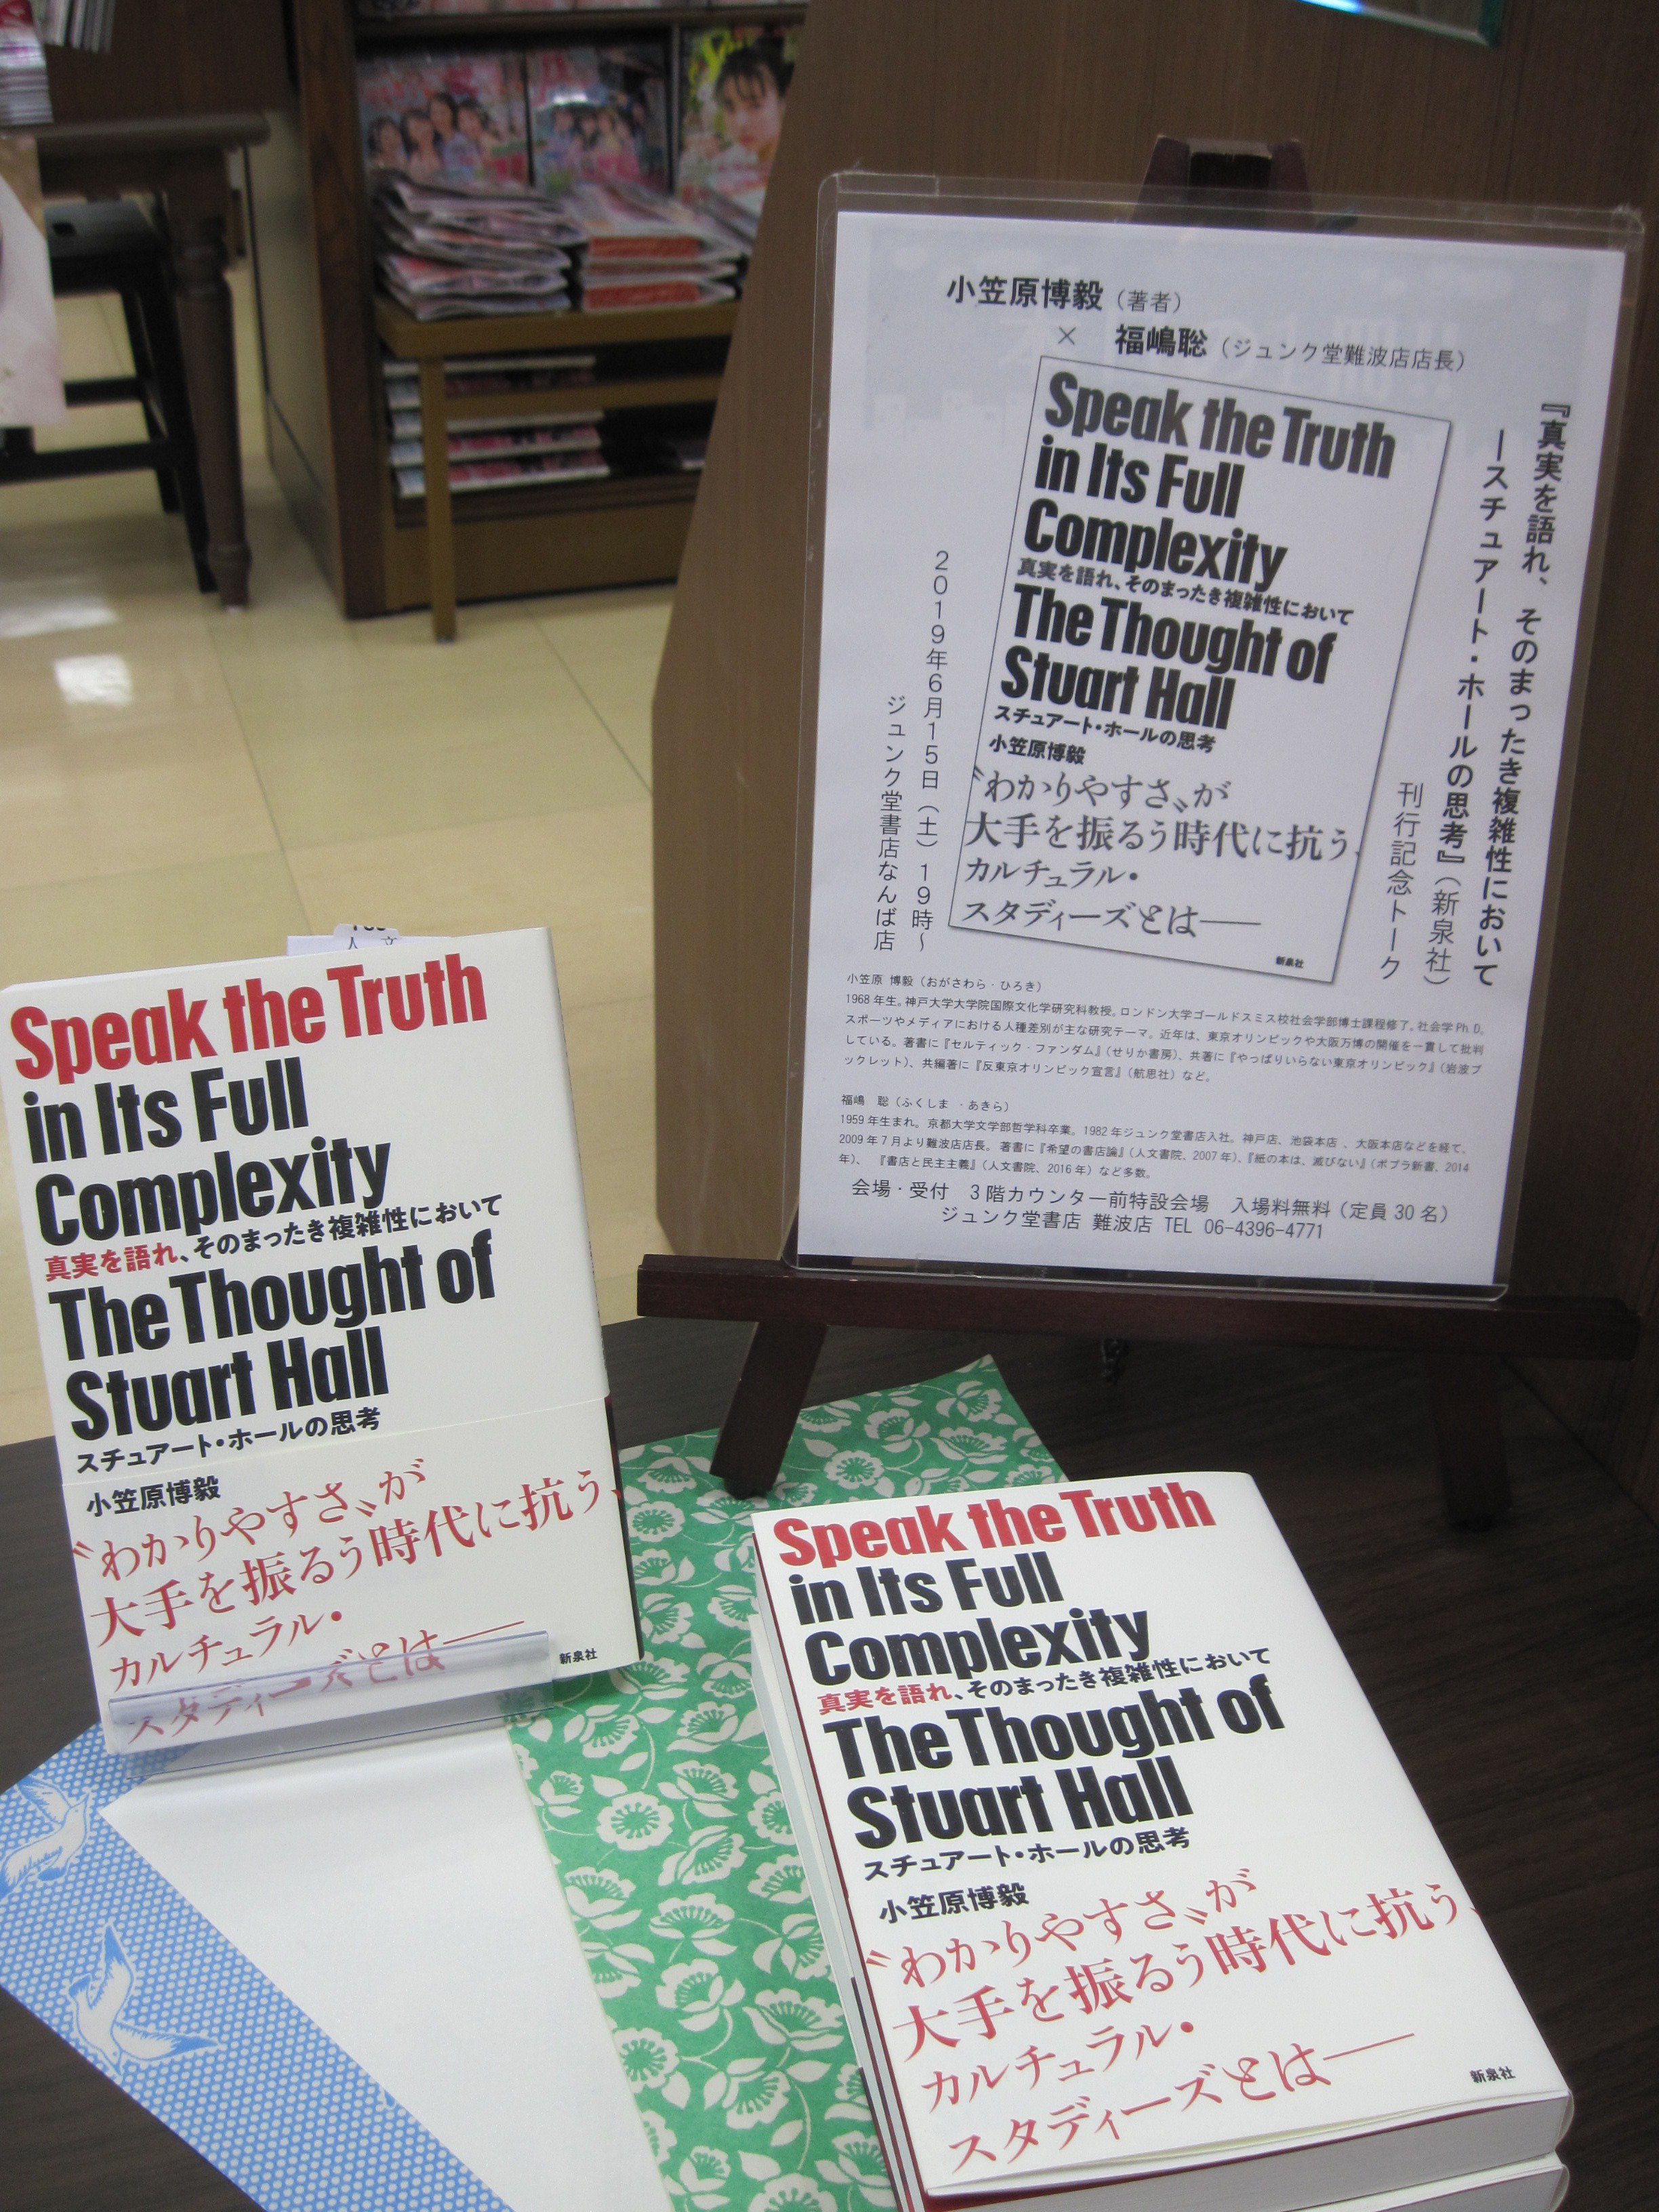 小笠原博毅（著者）
× 福嶋聡（ジュンク堂難波店店長）
『真実を語れ、そのまったき複雑性において
―スチュアート・ホールの思考』（新泉社）
刊行記念トーク
Speak the Truth
in Its Full
Complexity
真実を語れ、そのまったき複雑性において
The Thought of
Stuart Hall
スチュアート・ホールの思考
小笠原博毅
〝わかりやすさ〟が
大手を振るう時代に抗う、
カルチュラル・
スタディーズとは――
新泉社
2019年6月15日（土）19時～
ジュンク堂書店なんば店
小笠原 博毅（おがさわら・ひろき）
1968年生。神戸大学大学院国際文化学研究科教授。ロンドン大学ゴールドスミス校社会学部博士課程修了。社会学Ph.D。
スポーツやメディアにおける人種差別が主な研究テーマ。近年は、東京オリンピックや大阪万博の開催を一貫して批判
している。著書に『セルティック・ファンダム』（せりか書房）、共著に『やっぱりいらない東京オリンピック』（岩波ブ
ックレット）、共編著に『反東京オリンピック宣言』（航思社）など。
福嶋 聡（ふくしま ・あきら）
1959年生まれ。京都大学文学部哲学科卒業。1982年ジュンク堂書店入社。神戸店、池袋本店 、大阪本店などを経て、
2009年7月より難波店店長。著書に『希望の書店論』（人文書院、2007年）、『紙の本は、滅びない』（ポプラ新書、2014
年）、 『書店と民主主義』（人文書院、2016年）など多数。
会場・受付 3階カウンター前特設会場 入場料無料（定員30名）
ジュンク堂書店 難波店 TEL 06-4396-4771
人 文
Speak the Truth
in Its Full
Complexity
真実を語れ、そのまったき複雑性において
The Thought of
Stuart Hall
スチュアート・ホールの思考
小笠原博毅
〝わかりやすさ〟が
大手を振るう時代に抗う、
カルチュラル・
スタディーズとは――
新泉社
Speak the Truth
in Its Full
Complexity
真実を語れ、そのまったき複雑性において
The Thought of
Stuart Hall
スチュアート・ホールの思考
小笠原博毅
〝わかりやすさ〟が
大手を振るう時代に抗う、
カルチュラル・
スタディーズとは――
新泉社